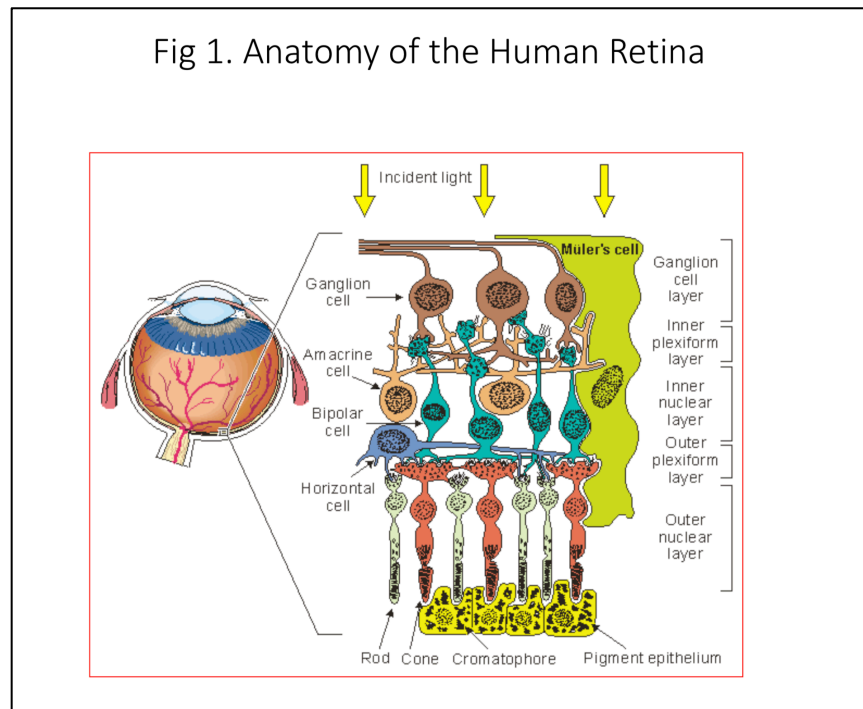 Fig 1. Anatomy of the Human Retina
Incident light
Müler's cell
Ganglion
cell
Amacrine
cell
Bipolar
cell
Horizontal
cell
Ganglion
cell
layer
Inner
plexiform
layer
Inner
nuclear
layer
Outer
plexiform
layer
Outer
nuclear
layer
Rod
Cone
Cromatophore
Pigment epithelium